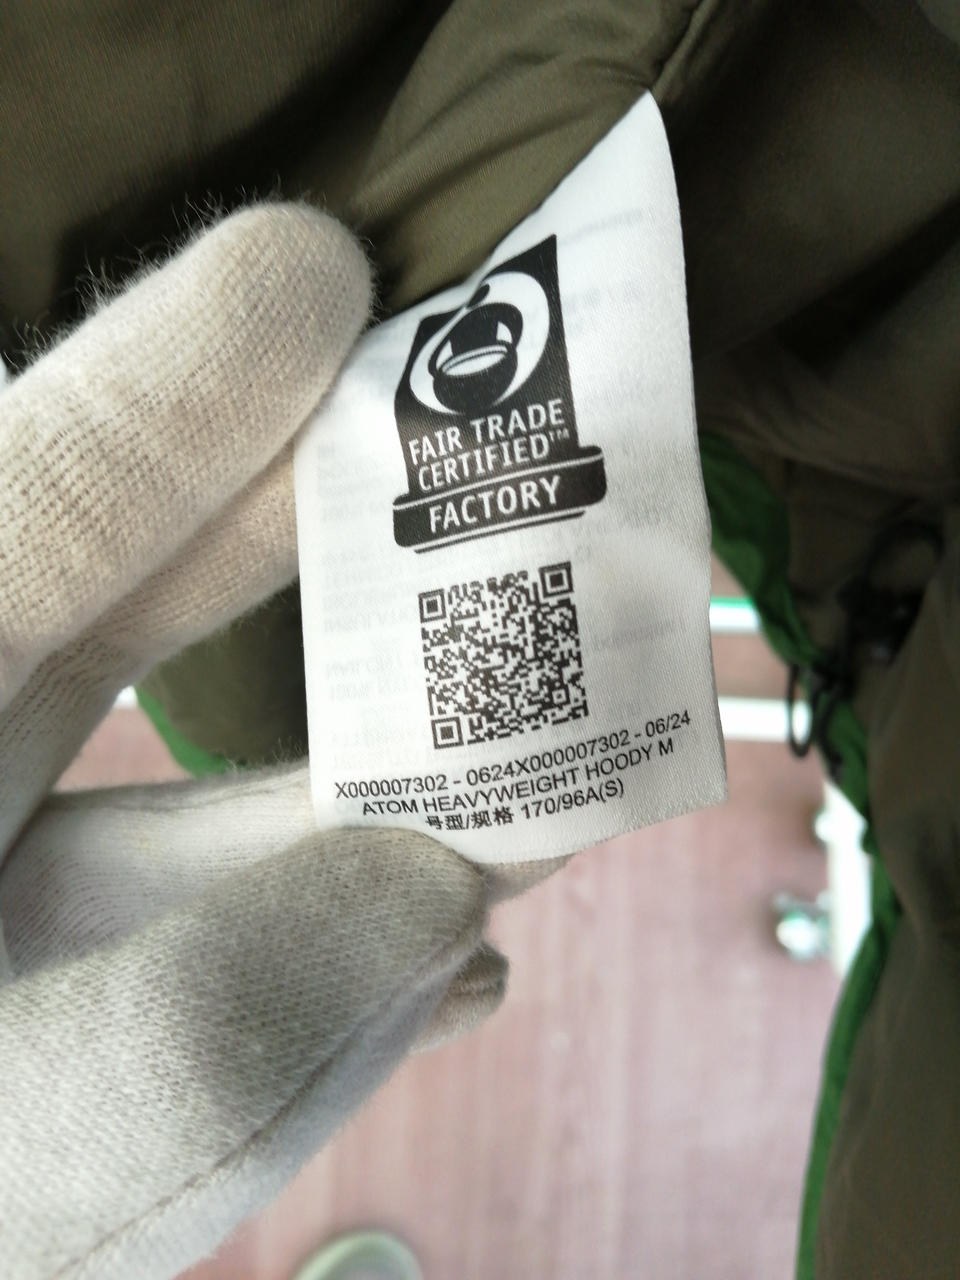 FAIR TRADE
CERTIFIED™
FACTORY
X000007302 - 0624X000007302 - 06/24
ATOM HEAVYWEIGHT HOODY M
号型/规格 170/96A(S)